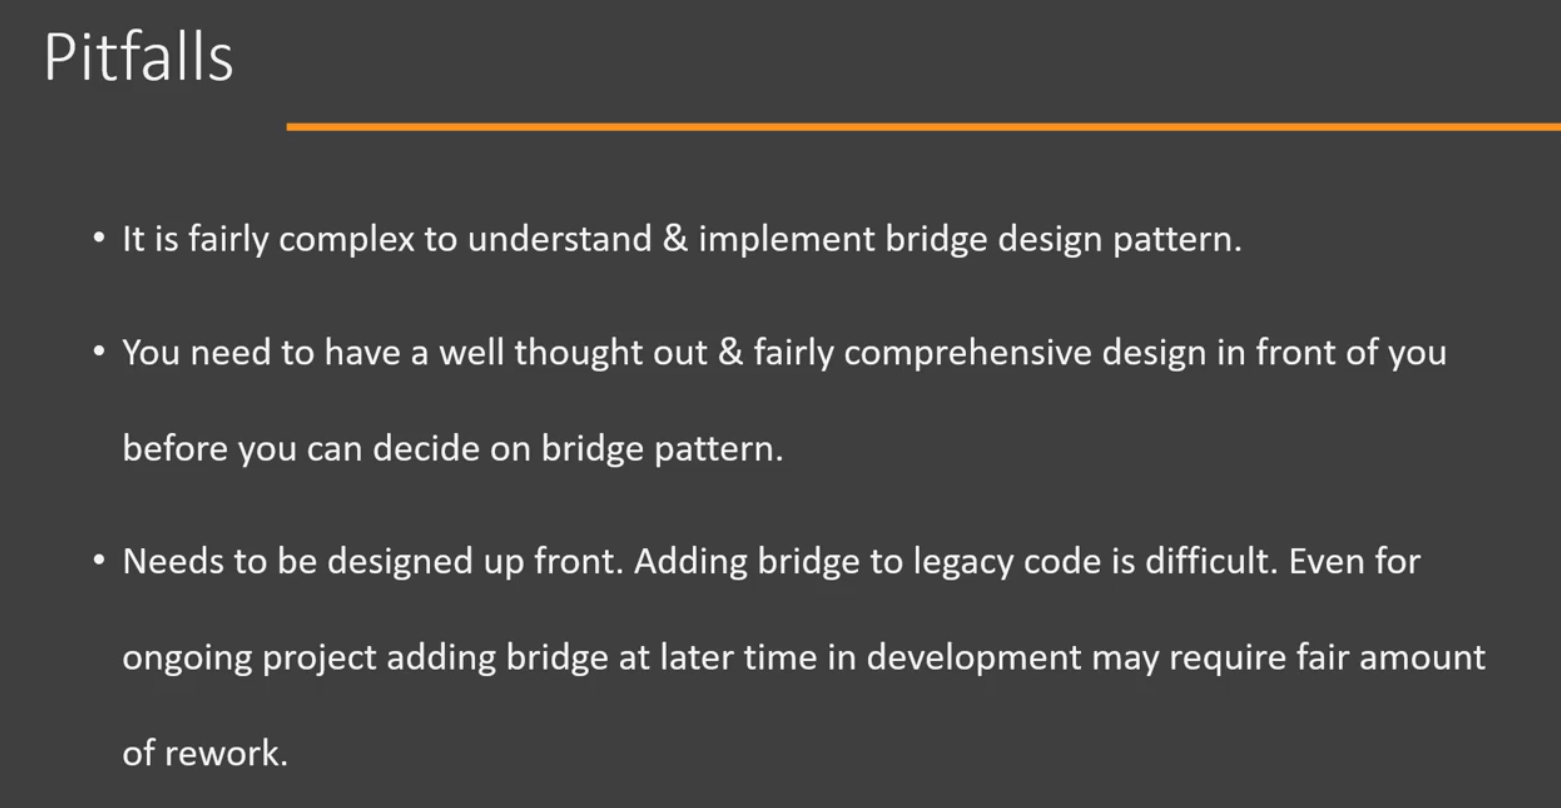 Pitfalls
• It is fairly complex to understand & implement bridge design pattern.
• You need to have a well thought out & fairly comprehensive design in front of you
before you can decide on bridge pattern.
• Needs to be designed up front. Adding bridge to legacy code is difficult. Even for
ongoing project adding bridge at later time in development may require fair amount
of rework.